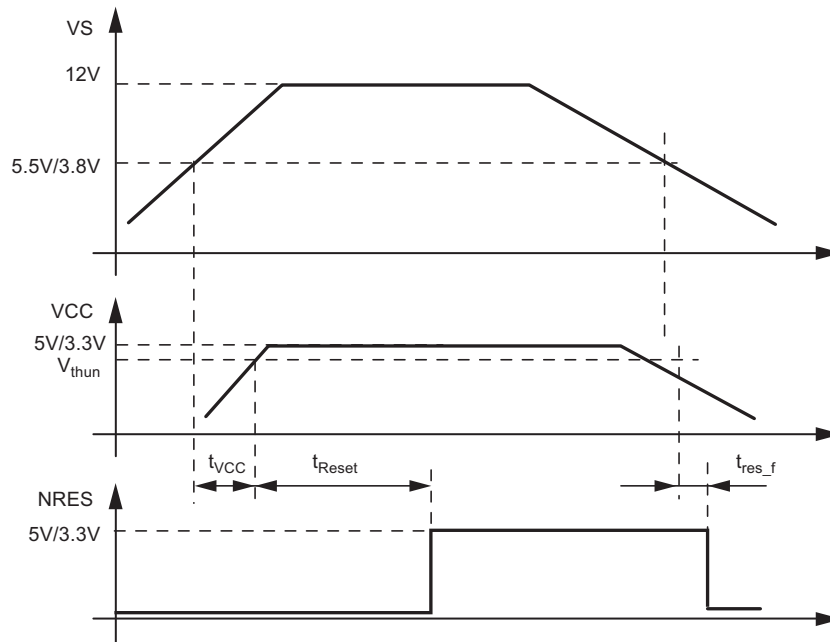 VS
12V
5.5V/3.8V
VCC
5V/3.3V
Vthun
tVCC
tReset
tres_f
NRES
5V/3.3V